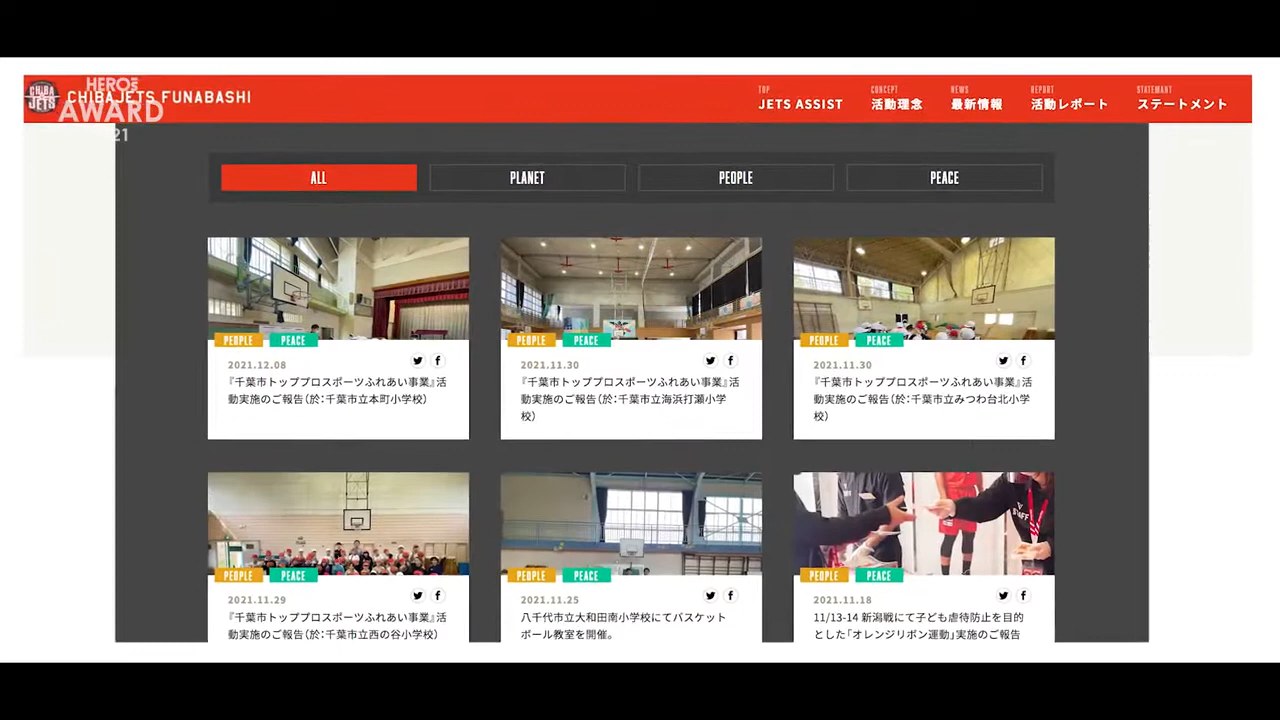 HEROs
AWARD
21
CHIBA
JETS
CHIBAJETS FUNABASHI
TOP
JETS ASSIST
CONCEPT
活動理念
NEWS
最新情報
REPORT
活動レポート
STATEMANT
ステートメント
ALL
PLANET
PEOPLE
PEACE
PEOPLE PEACE
2021.12.08
『千葉市トッププロスポーツふれあい事業』活
動実施のご報告(於:千葉市立本町小学校)
PEOPLE PEACE
2021.11.30
『千葉市トッププロスポーツふれあい事業』活
動実施のご報告(於:千葉市立海浜打瀬小学
校)
PEOPLE PEACE
2021.11.30
『千葉市トッププロスポーツふれあい事業』活
動実施のご報告(於:千葉市立みつわ台北小学
校)
PEOPLE PEACE
2021.11.29
『千葉市トッププロスポーツふれあい事業』活
動実施のご報告(於:千葉市立西の谷小学校)
PEOPLE PEACE
2021.11.25
八千代市立大和田南小学校にてバスケット
ボール教室を開催。
STAFF
PEOPLE PEACE
2021.11.18
11/13-14 新潟戦にて子ども虐待防止を目的
とした「オレンジリボン運動」実施のご報告